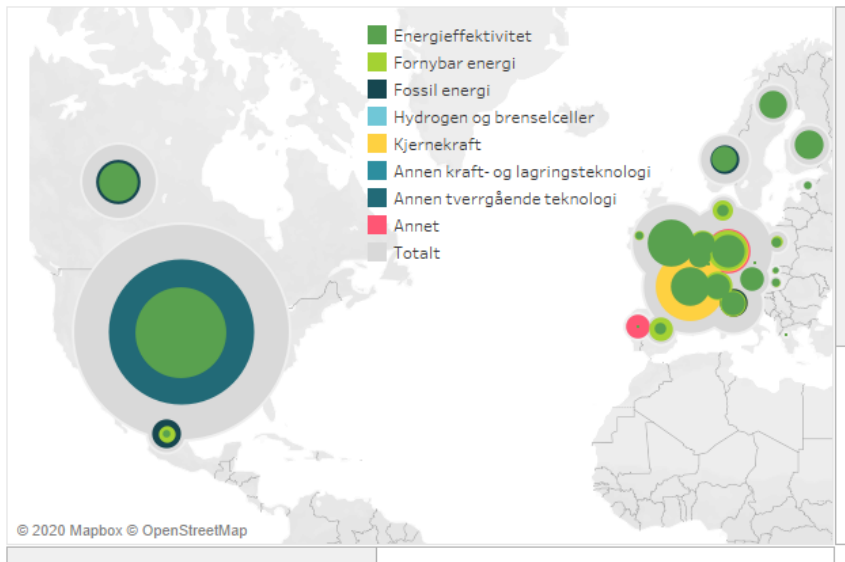 Energieffektivitet
Fornybar energi
Fossil energi
Hydrogen og brenselceller
Kjernekraft
Annen kraft- og lagringsteknologi
Annen tverrgående teknologi
Annet
Totalt
© 2020 Mapbox © OpenStreetMap